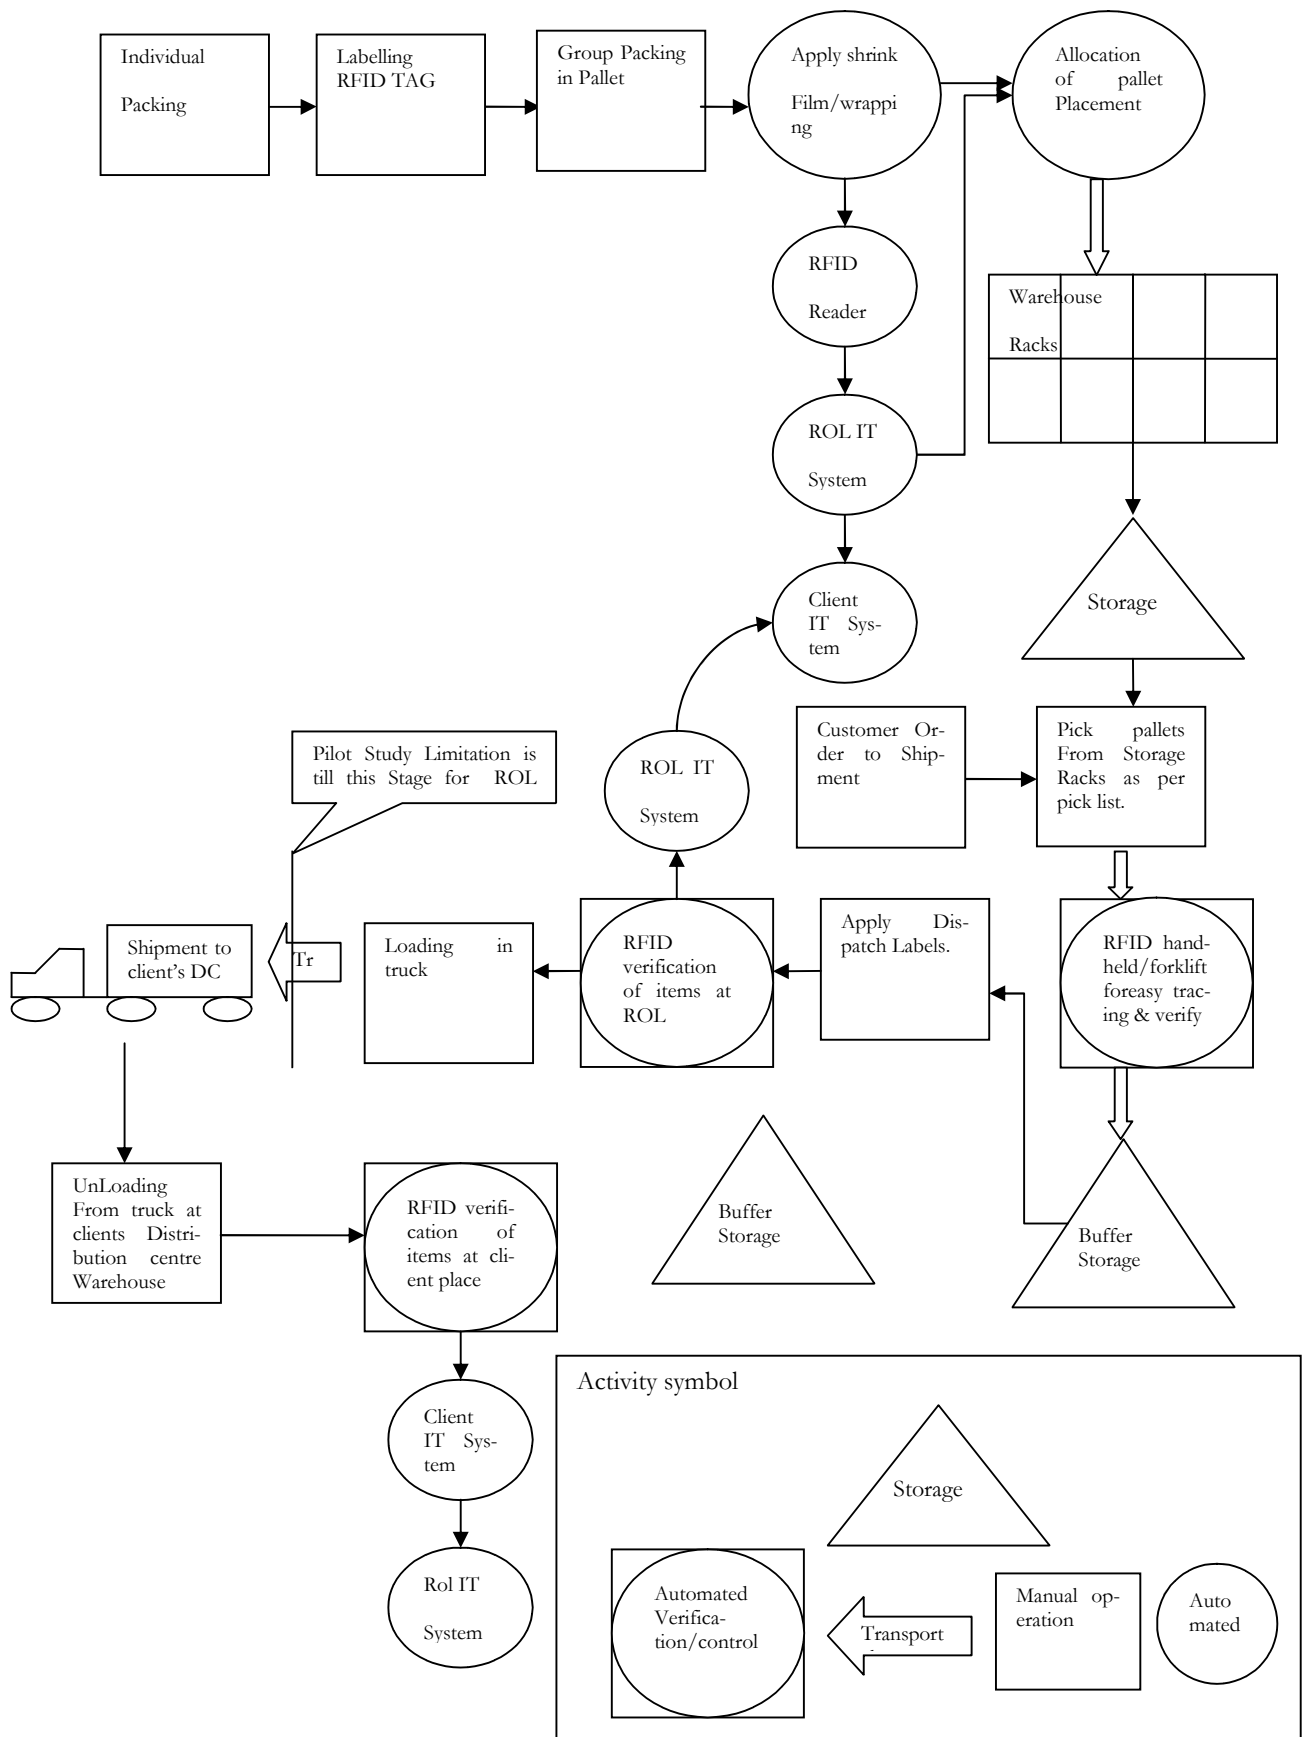 Individual
Packing
Labelling
RFID TAG
Group Packing
in Pallet
Apply shrink
Film/wrappi
ng
Allocation
of pallet
Placement
RFID
Reader
Warehouse
Racks
ROL IT
System
Client
IT Sys-
tem
Storage
Customer Or-
der to Ship-
ment
Pick pallets
From Storage
Racks as per
pick list.
Pilot Study Limitation is
till this Stage for ROL
ROL IT
System
Shipment to
client's DC
Tr
Loading in
truck
RFID
verification
of items at
ROL
Apply Dis-
patch Labels.
RFID hand-
held/forklift
foreasy trac-
ing & verify
UnLoading
From truck at
clients Distri-
bution centre
Warehouse
RFID verifi-
cation of
items at cli-
ent place
Buffer
Storage
Buffer
Storage
Client
IT Sys-
tem
Rol IT
System
Activity symbol
Storage
Automated
Verifica-
tion/control
Transport
Manual op-
eration
Auto
mated